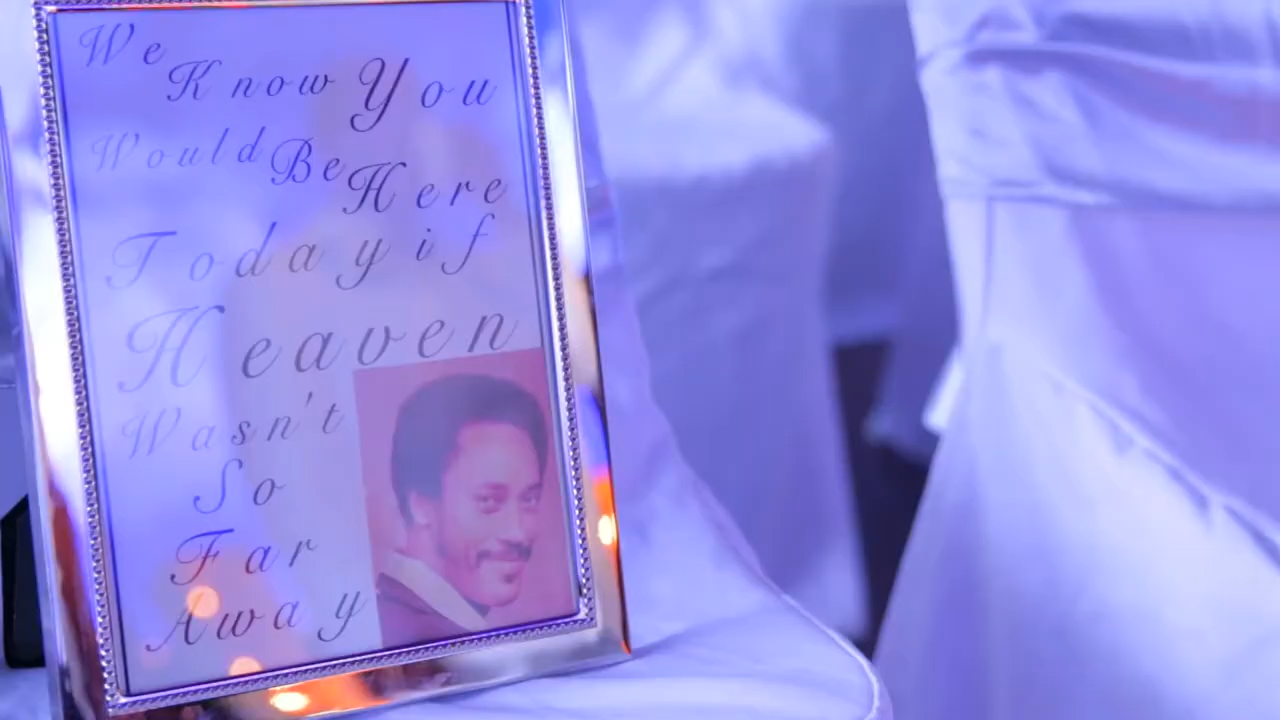 We Know You
Would Be Here
Today if
Heaven
Wasn't
So
Far
Away